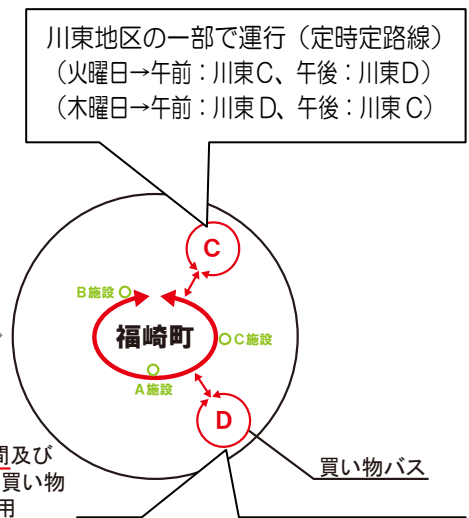 川東地区の一部で運行（定時定路線）
（火曜日→午前：川東C、午後：川東D）
（木曜日→午前：川東D、午後：川東C）
C
B施設
福崎町
C施設
A施設
D
間及び
買い物
用
買い物バス